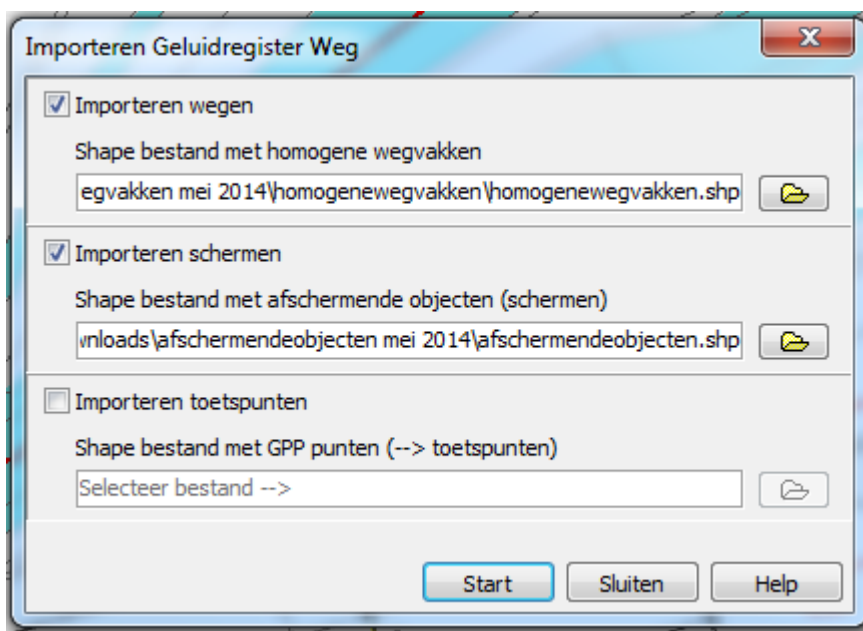 Importeren Geluidregister Weg
Importeren wegen
Shape bestand met homogene wegvakken
egvakken mei 2014\homogenewegvakken\homogenewegvakken.shp
Importeren schermen
Shape bestand met afschermende objecten (schermen)
wnloads\afschermendeobjecten mei 2014\afschermendeobjecten.shp
Importeren toetspunten
Shape bestand met GPP punten (--> toetspunten)
Selecteer bestand -->
Start Sluiten Help